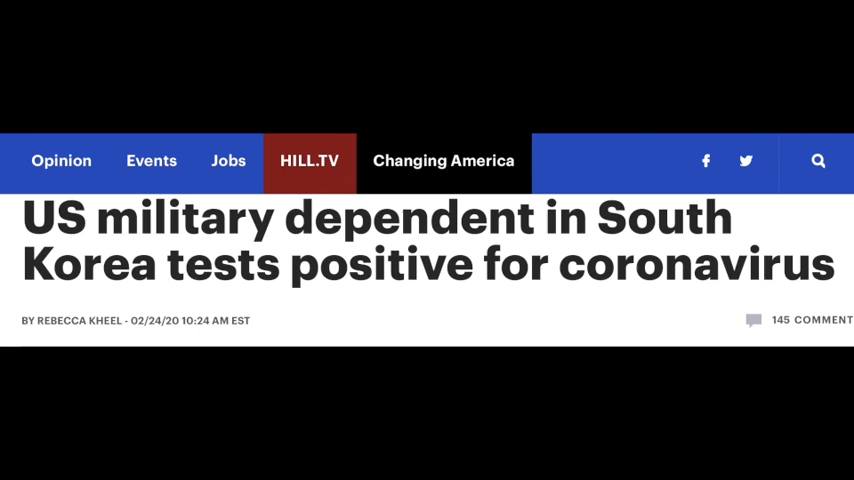 Opinion Events Jobs HILL.TV Changing America
US military dependent in South
Korea tests positive for coronavirus
BY REBECCA KHEEL - 02/24/20 10:24 AM EST 145 COMMENT